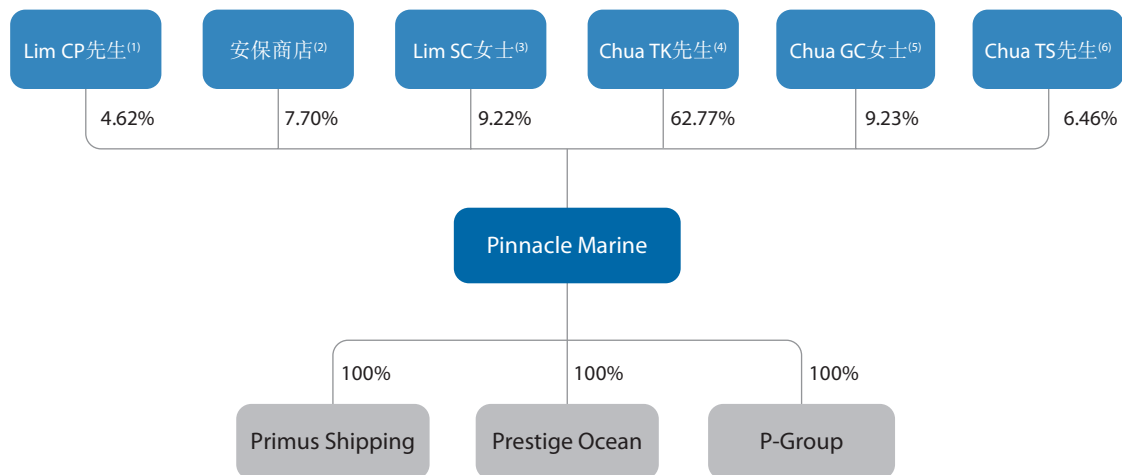 Lim CP先生(1)
安保商店(2)
Lim SC女士(3)
Chua TK先生(4)
Chua GC女士(5)
Chua TS先生(6)
4.62%
7.70%
9.22%
62.77%
9.23%
6.46%
Pinnacle Marine
100%
100%
100%
Primus Shipping
Prestige Ocean
P-Group